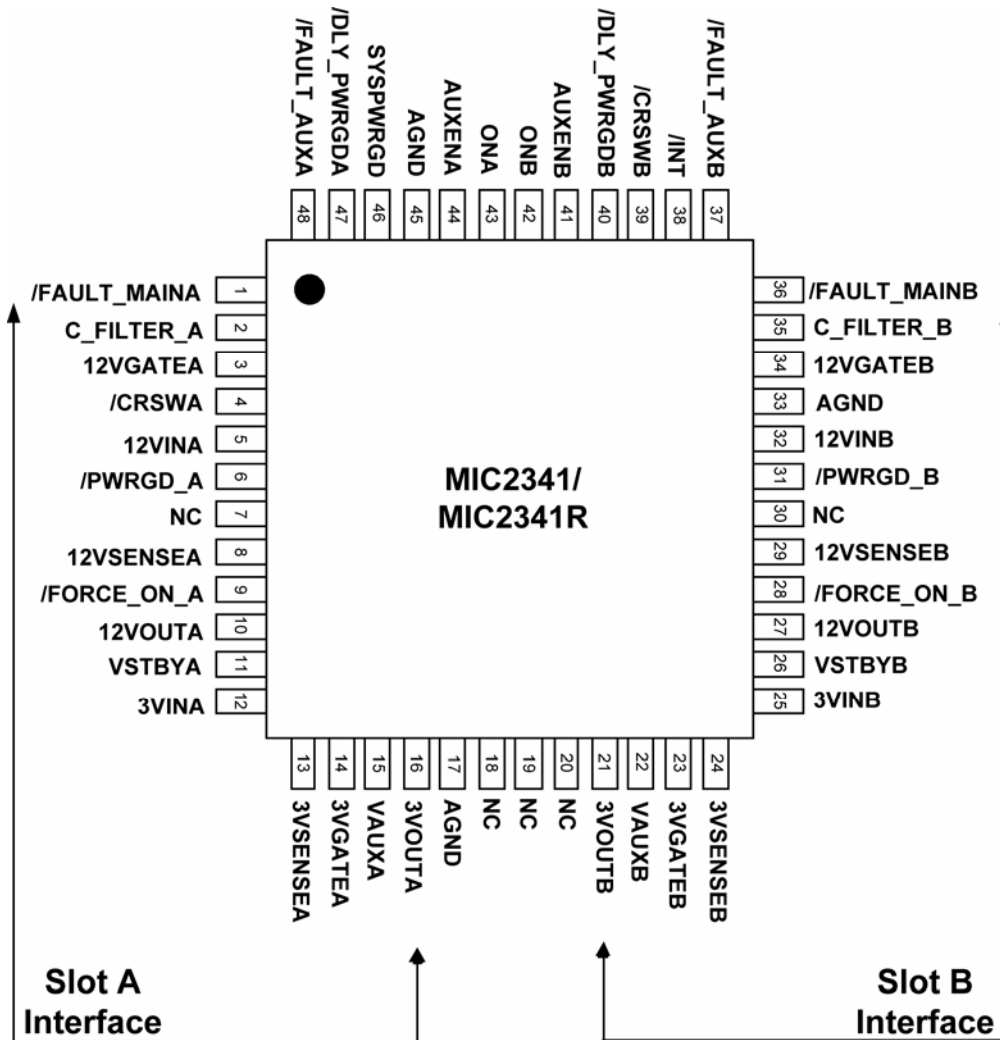 /FAULT_AUXA
/DLY_PWRGDA
SYSPWRGD
AGND
AUXENA
ONA
ONB
AUXENB
/DLY_PWRGDB
/CRSWB
/INT
/FAULT_AUXB
48
47
46
45
44
43
42
41
40
39
38
37
/FAULT_MAINA 1
C_FILTER_A 2
12VGATEA 3
/CRSWA 4
12VINA 5
/PWRGD_A 6
NC 7
12VSENSEA 8
/FORCE_ON_A 9
12VOUTA 10
VSTBYA 11
3VINA 12
MIC2341/
MIC2341R
36 /FAULT_MAINB
35 C_FILTER_B
34 12VGATEB
33 AGND
32 12VINB
31 /PWRGD_B
30 NC
29 12VSENSEB
28 /FORCE_ON_B
27 12VOUTB
26 VSTBYB
25 3VINB
13
14
15
16
17
18
19
20
21
22
23
24
3VSENSEA
3VGATEA
VAUXA
3VOUTA
AGND
NC
NC
NC
3VOUTB
VAUXB
3VGATEB
3VSENSEB
Slot A
Interface
Slot B
Interface